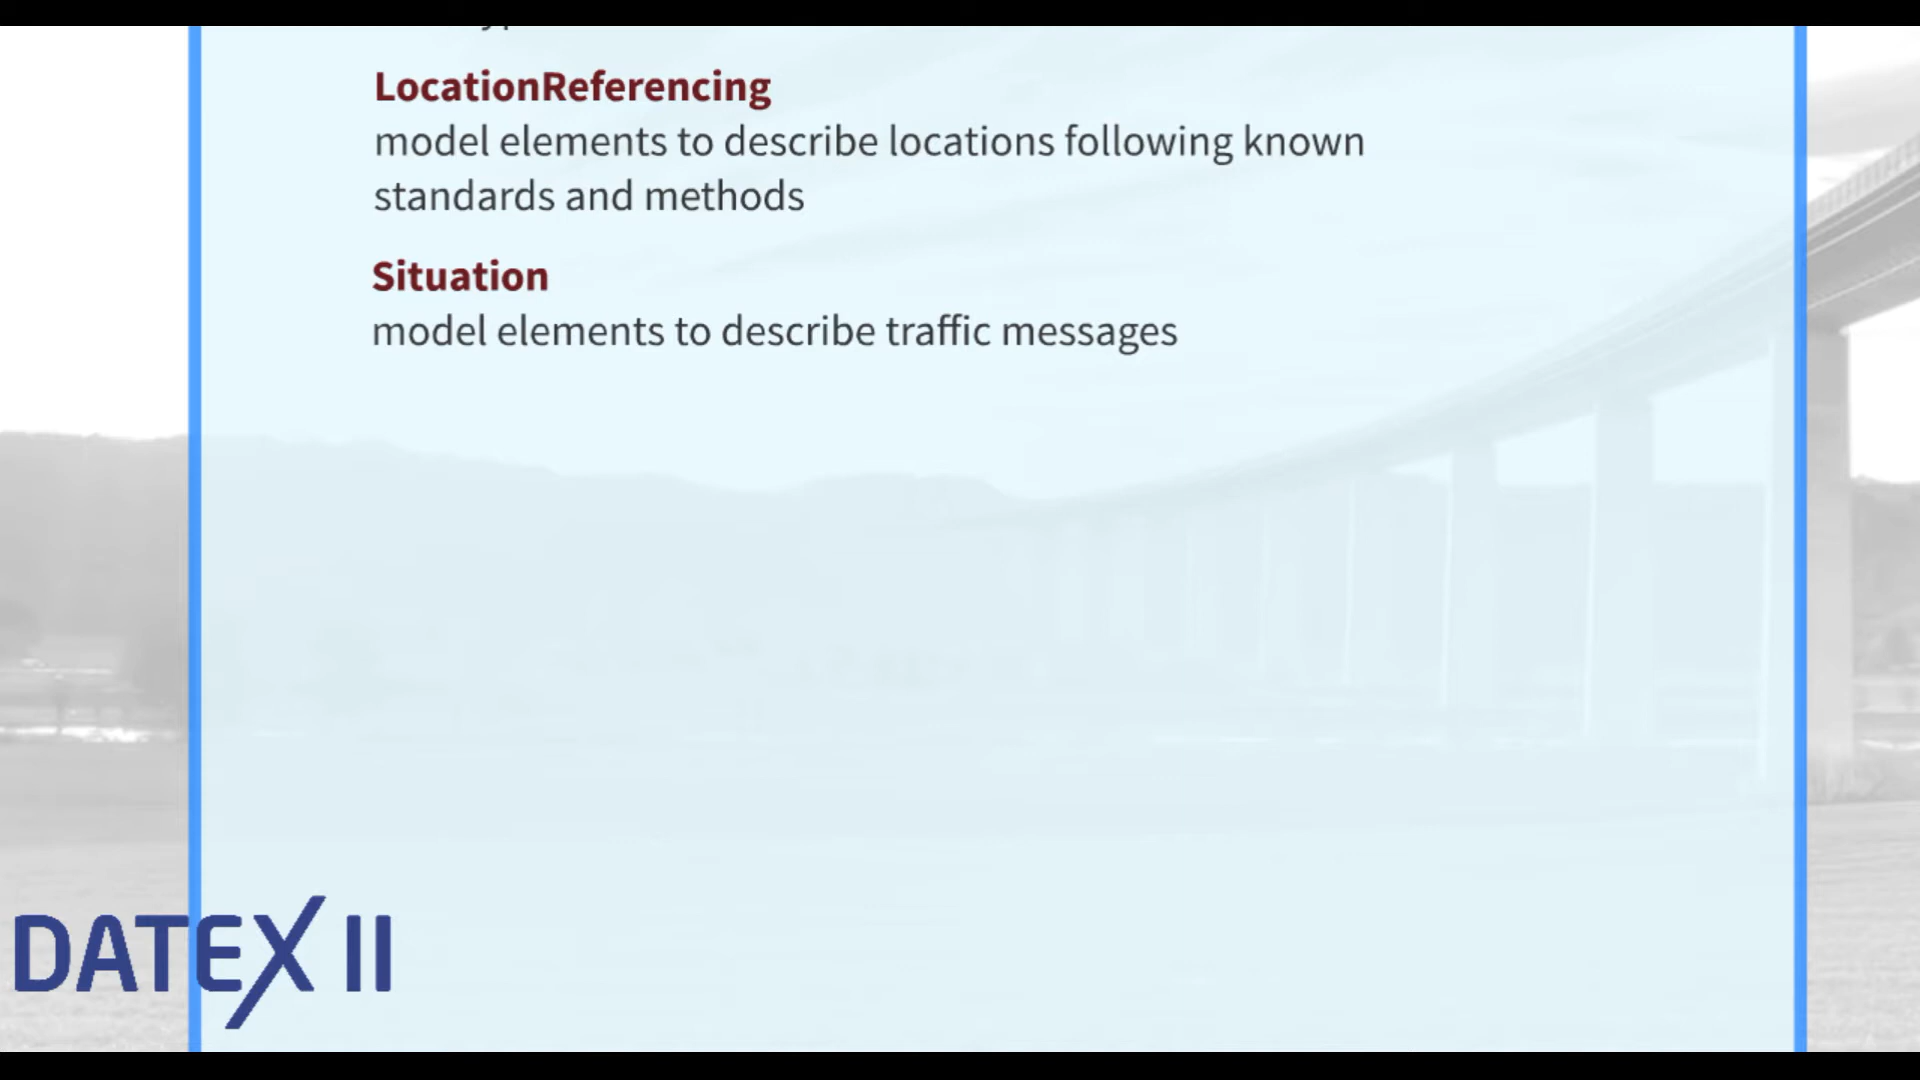 LocationReferencing
model elements to describe locations following known
standards and methods
Situation
model elements to describe traffic messages
DATEX II